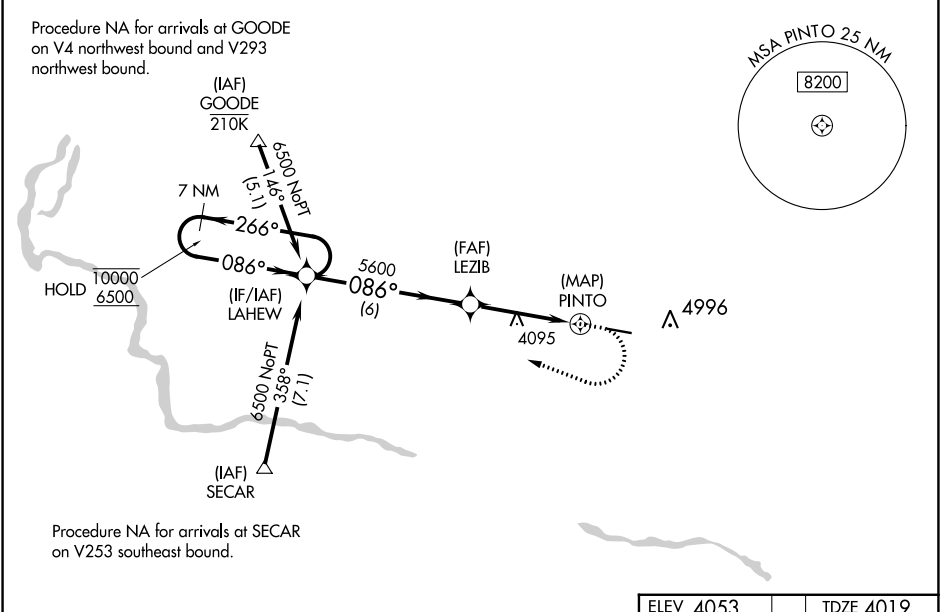 Procedure NA for arrivals at GOODE
on V4 northwest bound and V293
northwest bound.
MSA PINTO 25 NM
8200
(IAF)
GOODE
210K
6500 NoPT
146°
(5.1)
7 NM
266°
086°
HOLD
10000
6500
(IF/IAF)
LAHEW
5600
086°
(6)
(FAF)
LEZIB
(MAP)
PINTO
4095
4996
6500 NoPT
358°
(7.1)
(IAF)
SECAR
Procedure NA for arrivals at SECAR
on V253 southeast bound.
ELEV 4053
TDZE 4019